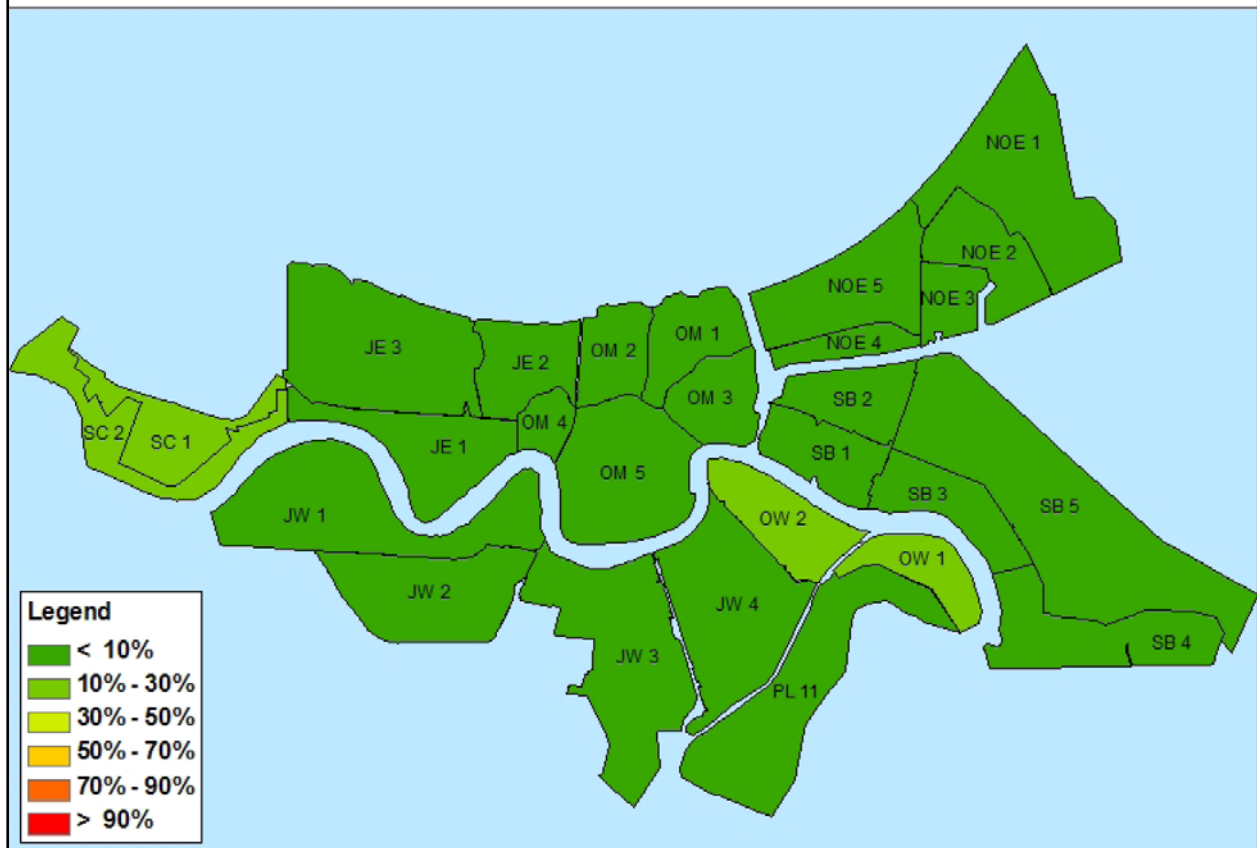 NOE 1
NOE 2
NOE 5
NOE 3
NOE 4
OM 1
JE 3
JE 2
OM 2
OM 3
SB 2
OM 4
SC 2
SC 1
JE 1
SB 1
OM 5
SB 3
SB 5
JW 1
OW 2
OW 1
JW 2
JW 4
SB 4
JW 3
PL 11
Legend
< 10%
10% - 30%
30% - 50%
50% - 70%
70% - 90%
> 90%